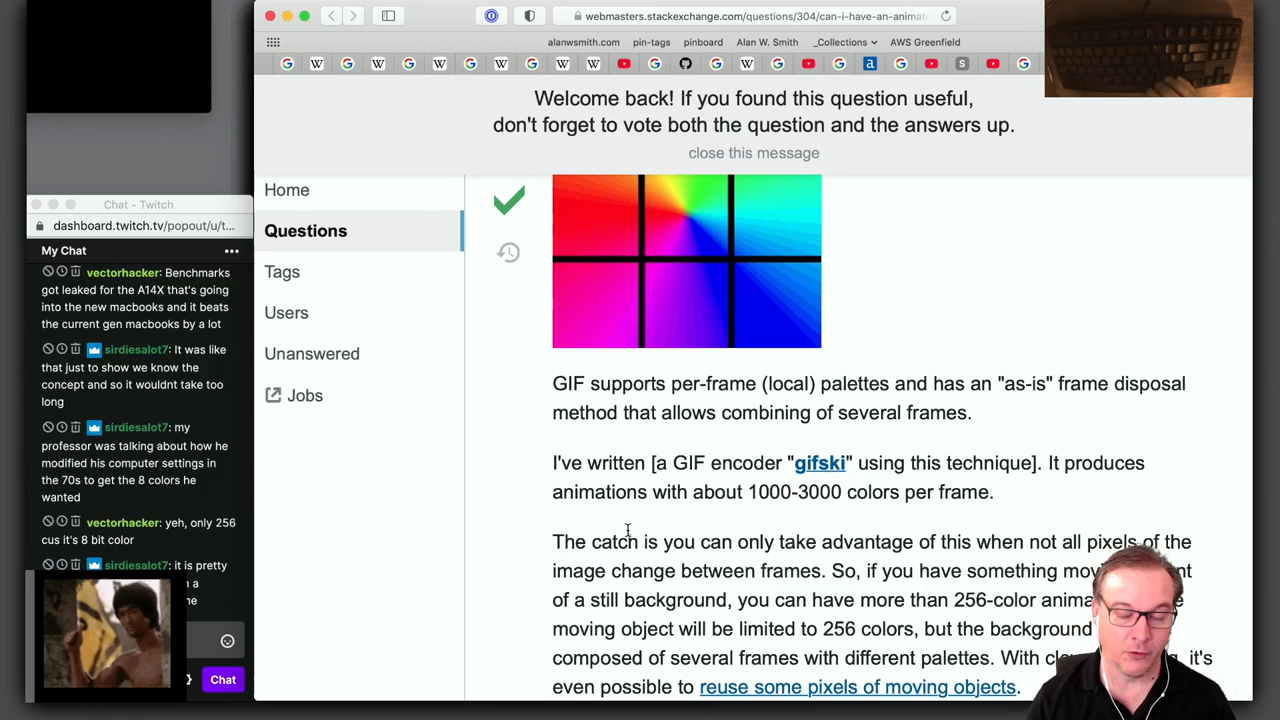 webmasters.stackexchange.com/questions/304/can-i-have-an-animat
alanwsmith.com pin-tags pinboard Alan W. Smith _Collections AWS Greenfield
Welcome back! If you found this question useful,
don't forget to vote both the question and the answers up.
close this message
Home
Questions
Tags
Users
Unanswered
Jobs
GIF supports per-frame (local) palettes and has an "as-is" frame disposal
method that allows combining of several frames.
I've written [a GIF encoder "gifski" using this technique]. It produces
animations with about 1000-3000 colors per frame.
The catch is you can only take advantage of this when not all pixels of the
image change between frames. So, if you have something
of a still background, you can have more than 256-color
moving object will be limited to 256 colors, but the background
composed of several frames with different palettes. With it's
even possible to reuse some pixels of moving objects.
Chat - Twitch
dashboard.twitch.tv/popout/u/t...
My Chat
vectorhacker: Benchmarks
got leaked for the A14X that's going
into the new macbooks and it beats
the current gen macbooks by a lot
sirdiesalot7: It was like
that just to show we know the
concept and so it wouldnt take too
long
sirdiesalot7: my
professor was talking about how he
modified his computer settings in
the 70s to get the 8 colors he
wanted
vectorhacker: yeh, only 256
cus it's 8 bit color
sirdiesalot7: it is pretty
Chat